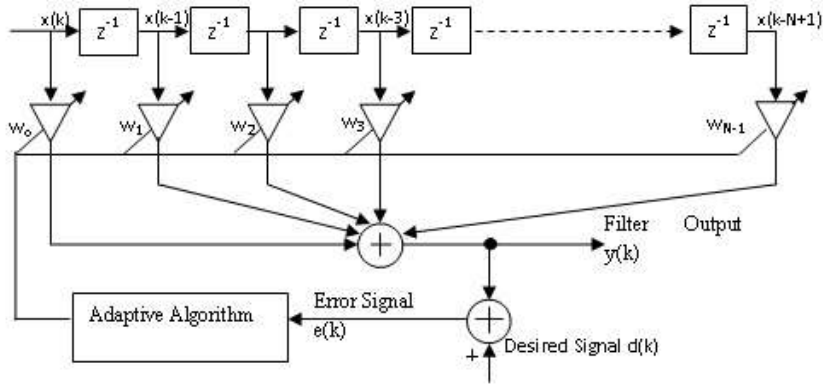 x(k) x(k-1) x(k-3) x(k-N+1)
z⁻¹ z⁻¹ z⁻¹ z⁻¹ z⁻¹
W₀ W₁ W₂ W₃ W_N-1
+
Filter Output
y(k)
Adaptive Algorithm
Error Signal
e(k)
+
+
Desired Signal d(k)